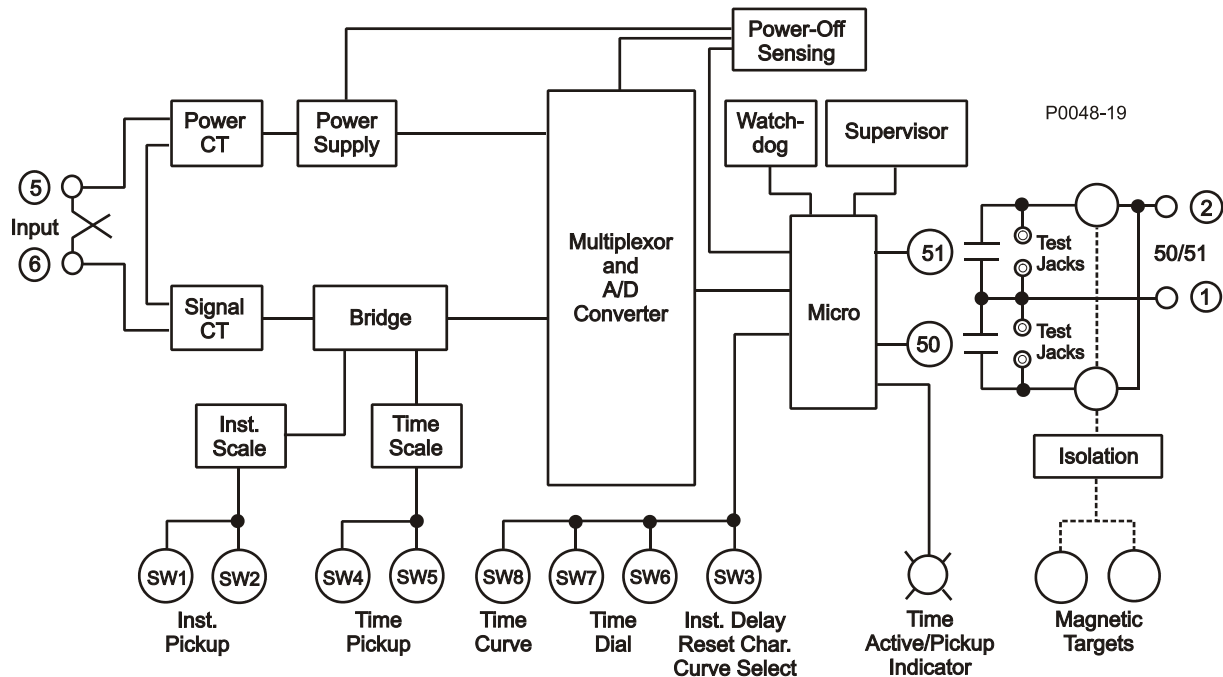 Power-Off
Sensing
P0048-19
Power
CT
Power
Supply
Watch-
dog
Supervisor
5
Input
6
Multiplexor
and
A/D
Converter
Micro
51
50
Test
Jacks
Test
Jacks
2
50/51
1
Signal
CT
Bridge
Inst.
Scale
Time
Scale
Isolation
SW1
SW2
SW4
SW5
SW8
SW7
SW6
SW3
Inst.
Pickup
Time
Pickup
Time
Curve
Time
Dial
Inst. Delay
Reset Char.
Curve Select
Time
Active/Pickup
Indicator
Magnetic
Targets